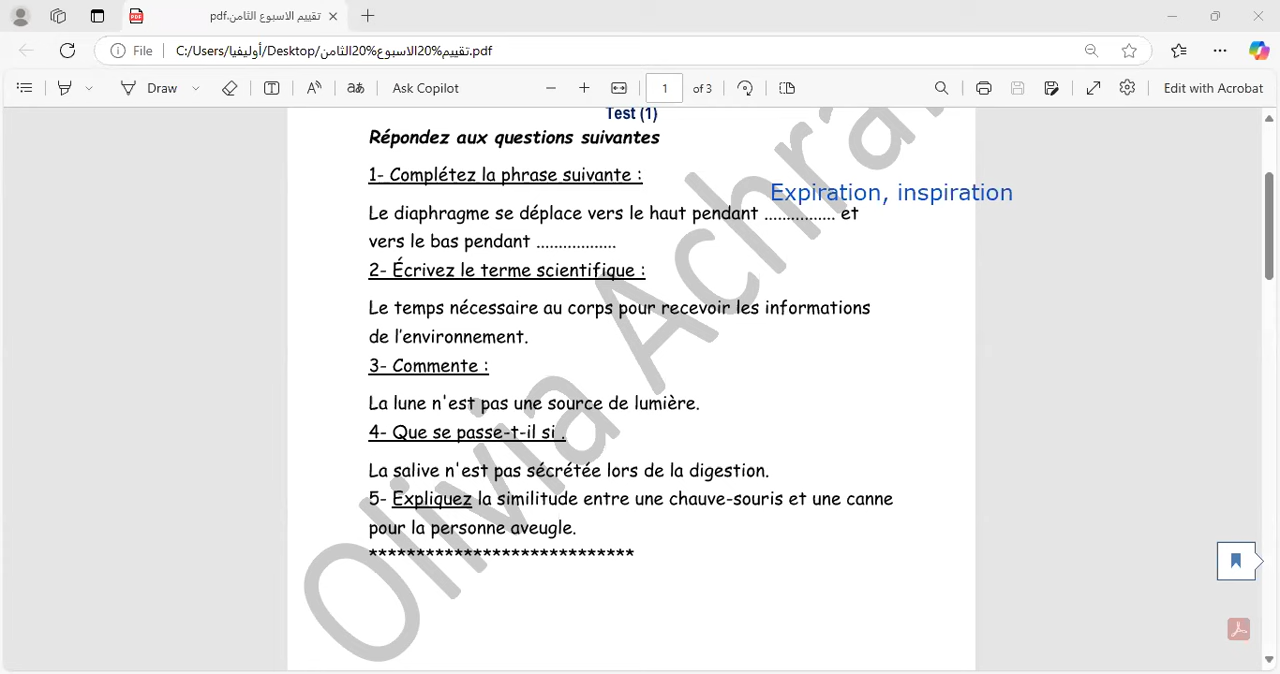 تقييم الاسبوع الثامن.pdf
File
C:/Users/أوليفيا/Desktop/تقييم%20الاسبوع%20الثامن.pdf
Draw
Ask Copilot
1 of 3
Edit with Acrobat
Test (1)
Répondez aux questions suivantes
1- Complétez la phrase suivante :
Expiration, inspiration
Le diaphragme se déplace vers le haut pendant ................ et
vers le bas pendant ..................
2- Écrivez le terme scientifique :
Le temps nécessaire au corps pour recevoir les informations
de l'environnement.
3- Commente :
La lune n'est pas une source de lumière.
4- Que se passe-t-il si .
La salive n'est pas sécrétée lors de la digestion.
5- Expliquez la similitude entre une chauve-souris et une canne
pour la personne aveugle.
****************************
Olivia Achra